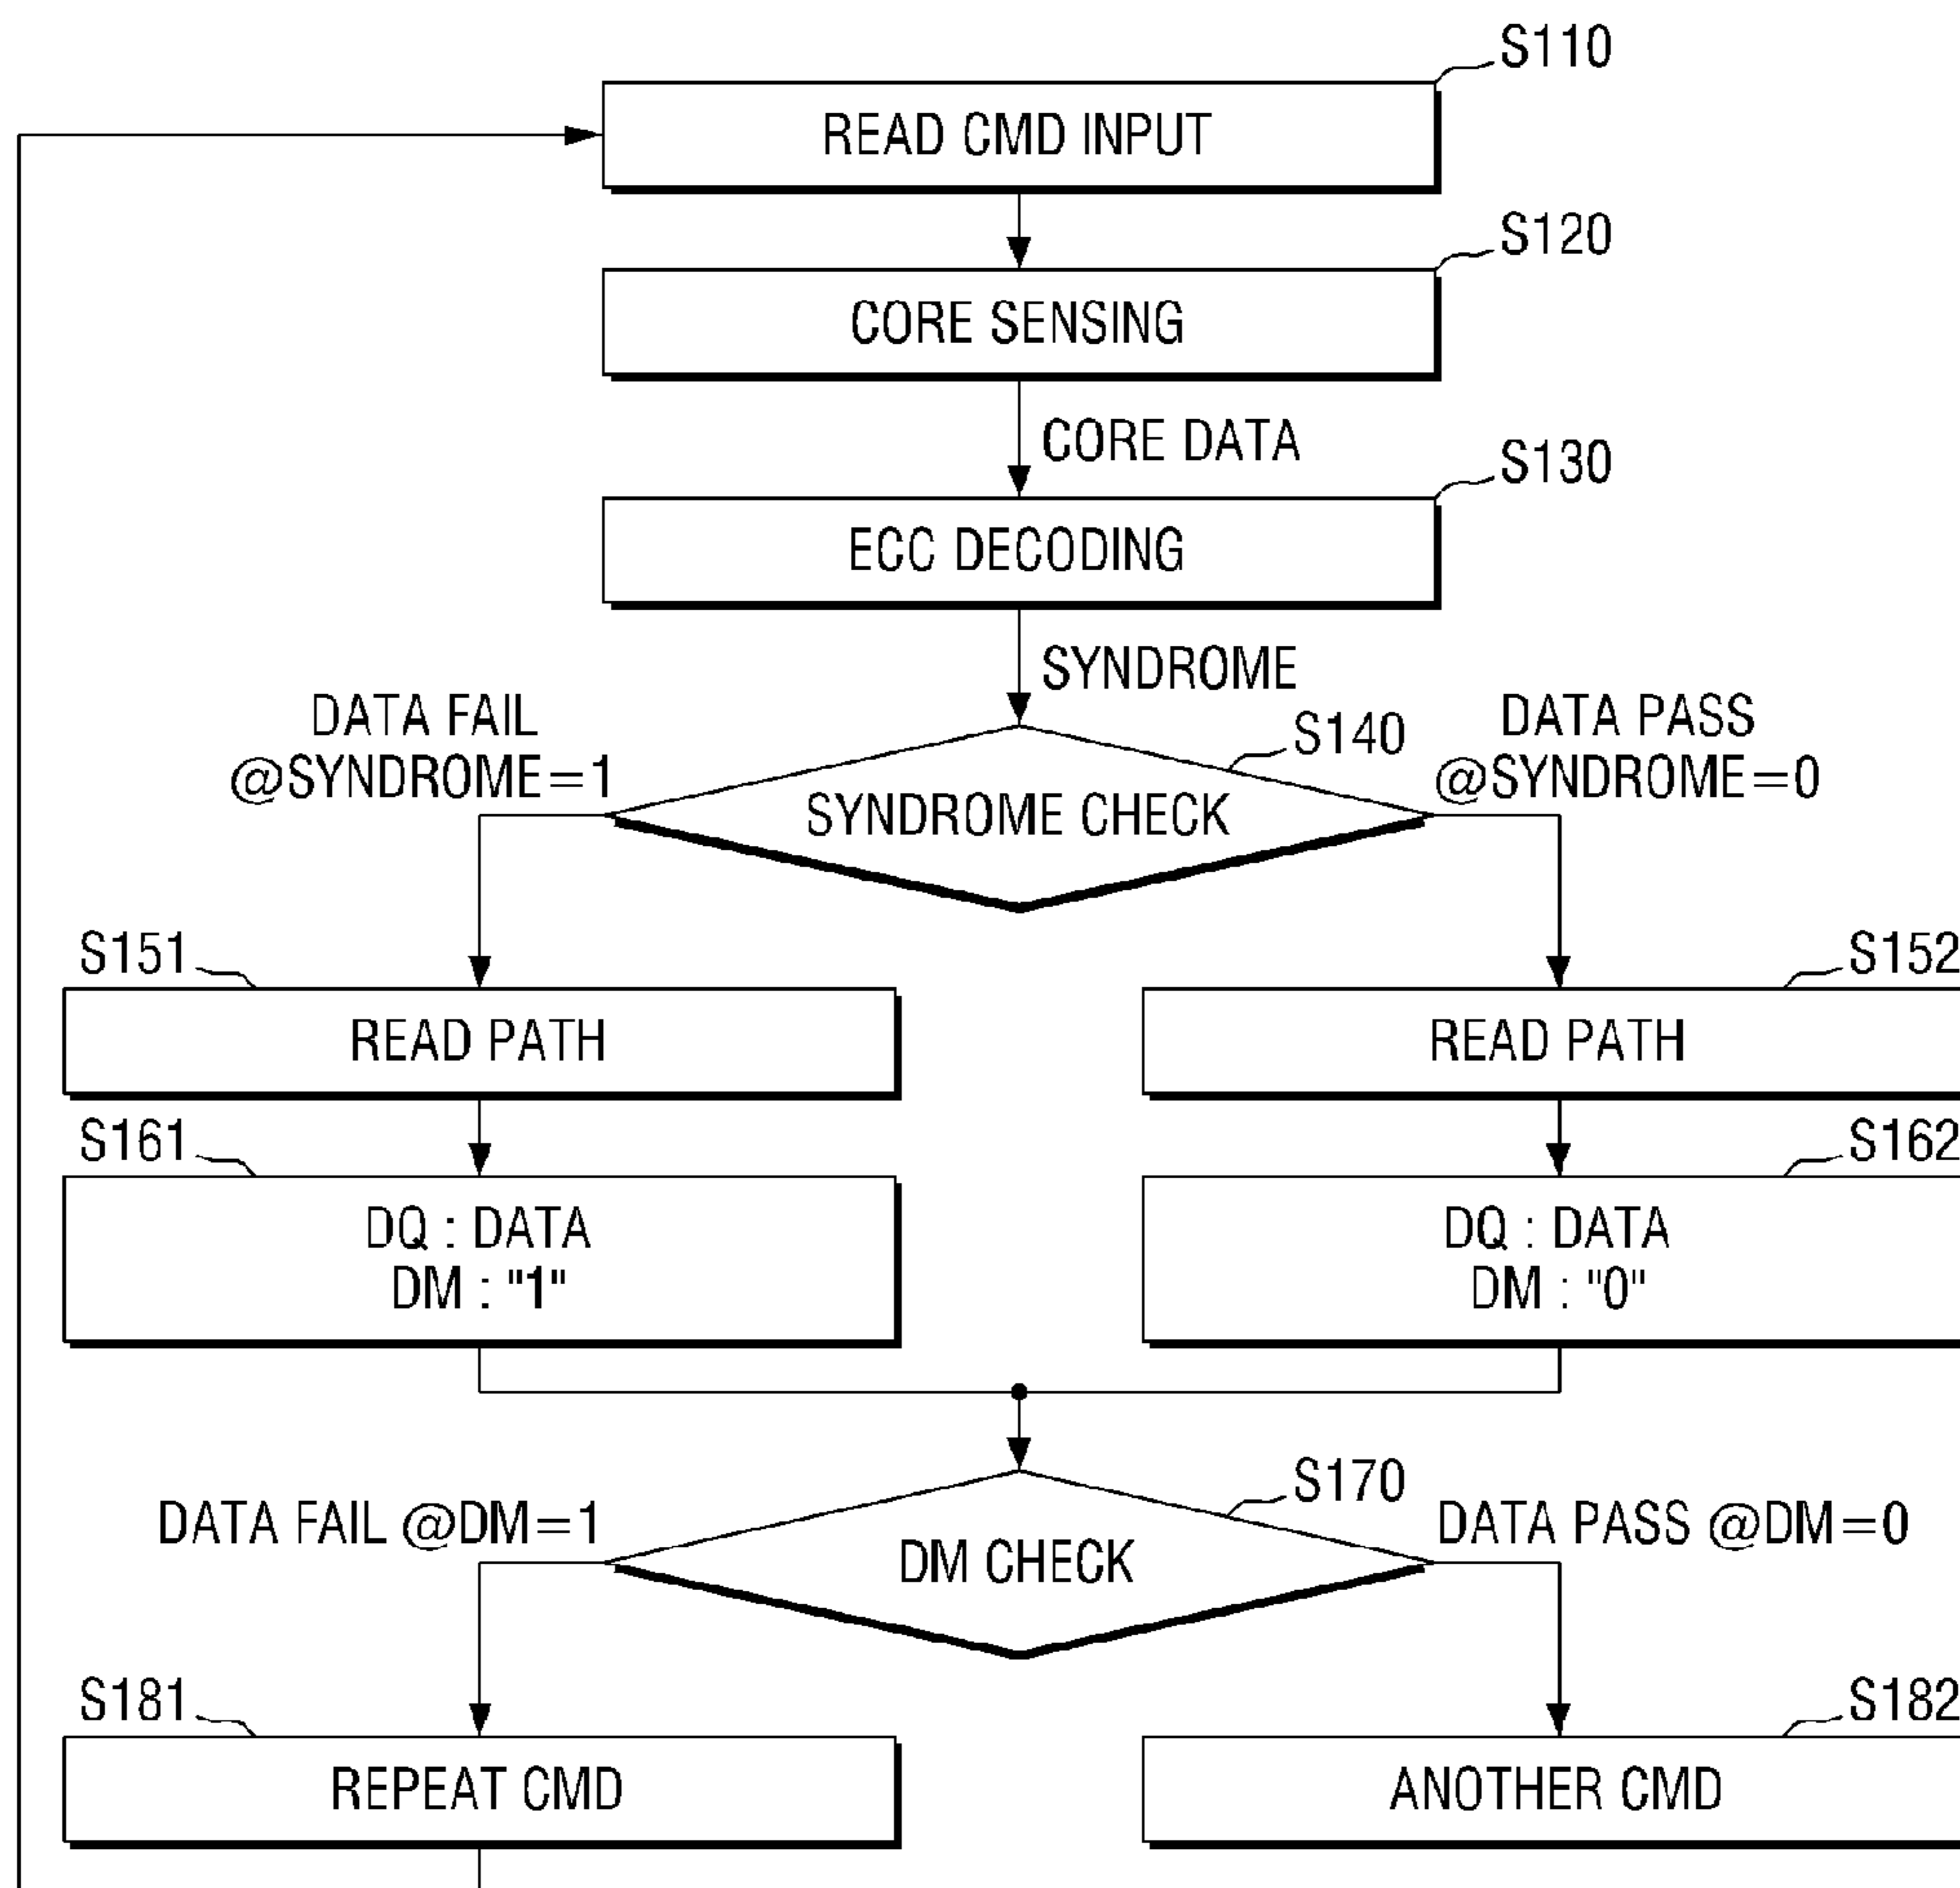 S110
READ CMD INPUT
S120
CORE SENSING
CORE DATA
S130
ECC DECODING
SYNDROME
DATA FAIL
@SYNDROME=1
S140
DATA PASS
@SYNDROME=0
SYNDROME CHECK
S151
READ PATH
S152
READ PATH
S161
DQ : DATA
DM : "1"
S162
DQ : DATA
DM : "0"
S170
DATA FAIL @DM=1
DATA PASS @DM=0
DM CHECK
S181
REPEAT CMD
S182
ANOTHER CMD